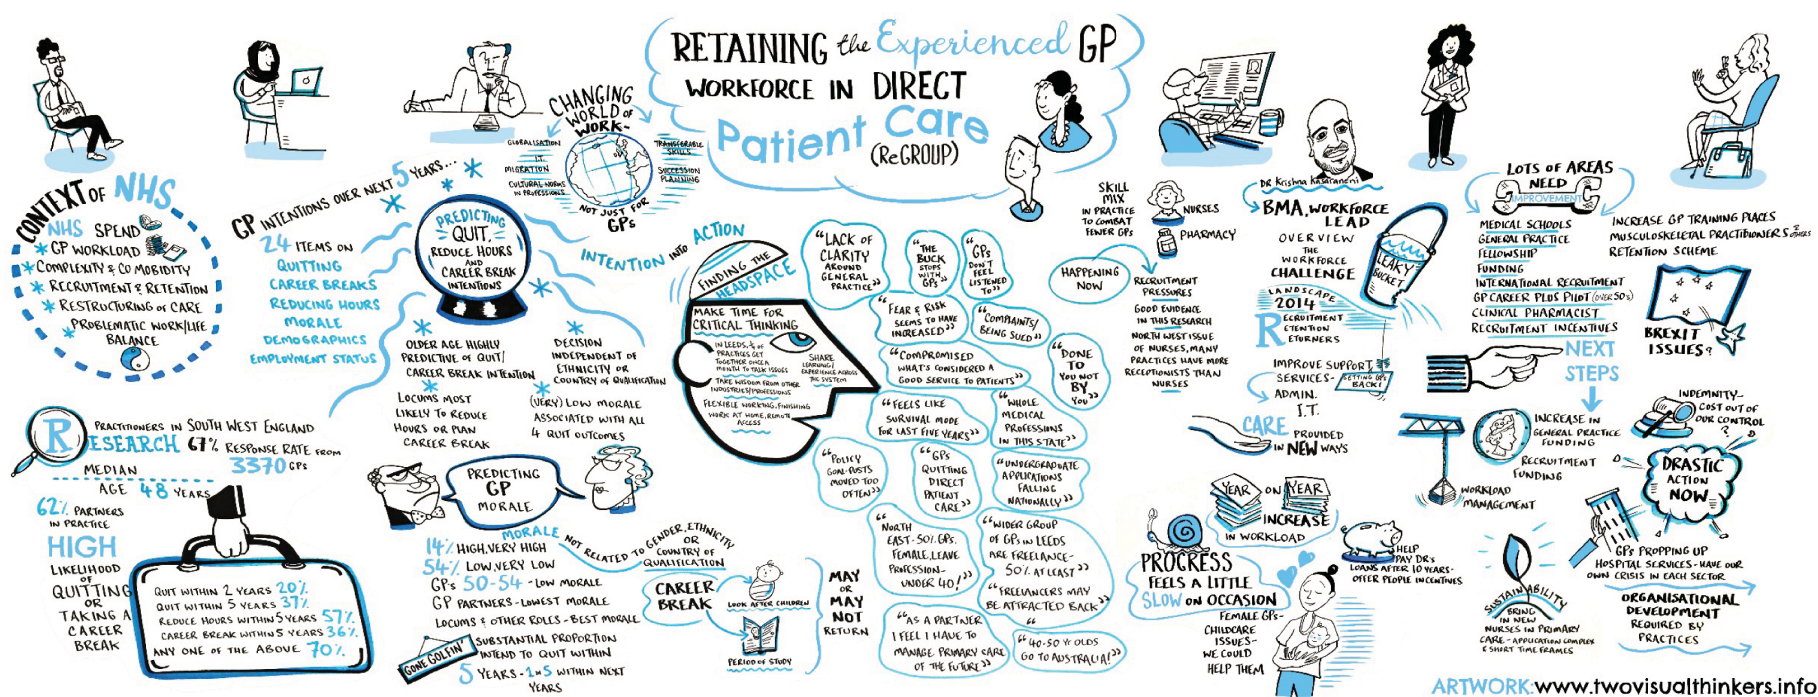 RETAINING the Experienced GP
WORKFORCE IN DIRECT
Patient Care
(ReGROUP)
CONTEXT OF NHS
NHS SPEND
* GP WORKLOAD
* COMPLEXITY & CO MOBIDITY
* RECRUITMENT & RETENTION
* RESTRUCTURING OF CARE
* PROBLEMATIC WORK/LIFE
BALANCE
GP INTENTIONS OVER NEXT 5 YEARS...
24 ITEMS ON
QUITTING
CAREER BREAKS
REDUCING HOURS
MORALE
DEMOGRAPHICS
EMPLOYMENT STATUS
PREDICTING
QUIT,
REDUCE HOURS
AND
CAREER BREAK
INTENTIONS
CHANGING
WORLD OF
WORK-
GLOBALISATION
I.T.
MIGRATION
CULTURAL NORMS
IN PROFESSIONS
TRANSFERABLE
SKILLS
SUCCESSION
PLANNING
NOT JUST FOR
GPs
INTENTION INTO ACTION
* OLDER AGE HIGHLY
PREDICTIVE OF QUIT/
CAREER BREAK INTENTION
* LOCUMS MOST
LIKELY TO REDUCE
HOURS OR PLAN
CAREER BREAK
* DECISION
INDEPENDENT OF
ETHNICITY OR
COUNTRY OF QUALIFICATION
* (VERY) LOW MORALE
ASSOCIATED WITH ALL
4 QUIT OUTCOMES
RESEARCH
PRACTITIONERS IN SOUTH WEST ENGLAND
67% RESPONSE RATE FROM
3370 GPs
MEDIAN
AGE 48 YEARS
62% PARTNERS
IN PRACTICE
HIGH
LIKELIHOOD
OF
QUITTING
OR
TAKING A
CAREER
BREAK
QUIT WITHIN 2 YEARS 20%
QUIT WITHIN 5 YEARS 37%
REDUCE HOURS WITHIN 5 YEARS 57%
CAREER BREAK WITHIN 5 YEARS 36%
ANY ONE OF THE ABOVE 70%
PREDICTING
GP
MORALE
MORALE NOT RELATED TO GENDER, ETHNICITY
OR
COUNTRY OF
QUALIFICATION
14% HIGH, VERY HIGH
54% LOW, VERY LOW
GPs 50-54 - LOW MORALE
GP PARTNERS - LOWEST MORALE
LOCUMS & OTHER ROLES - BEST MORALE
GONE GOLFIN'
SUBSTANTIAL PROPORTION
INTEND TO QUIT WITHIN
5 YEARS - 1 in 5 WITHIN NEXT
YEARS
CAREER
BREAK
LOOK AFTER CHILDREN
PERIOD OF STUDY
MAY
OR
MAY
NOT
RETURN
FINDING THE
HEADSPACE
MAKE TIME FOR
CRITICAL THINKING
PRACTICES GET
TOGETHER ONCE A
MONTH TO TALK ISSUES
SHARE
LEARNING/
EXPERIENCE ACROSS
THE SYSTEM
TAKE WISDOM FROM OTHER
INDUSTRIES/PROFESSIONS
FLEXIBLE WORKING, FINISHING
WORK AT HOME, REMOTE
ACCESS
"LACK OF
CLARITY
AROUND
GENERAL
PRACTICE"
"THE
BUCK
STOPS
WITH
GPs"
"GPs
DON'T
FEEL
LISTENED
TO"
"FEAR & RISK
SEEMS TO HAVE
INCREASED"
"COMPLAINTS/
BEING SUED"
"COMPROMISED
WHAT'S CONSIDERED A
GOOD SERVICE TO PATIENTS"
"DONE
TO
YOU NOT
BY
YOU"
"FEELS LIKE
SURVIVAL MODE
FOR LAST FIVE YEARS"
"WHOLE
MEDICAL
PROFESSIONS
IN THIS STATE"
"POLICY
GOAL-POSTS
MOVED TOO
OFTEN"
"GPs
QUITTING
DIRECT
PATIENT
CARE"
"UNDERGRADUATE
APPLICATIONS
FALLING
NATIONALLY"
"NORTH
EAST-50% GPs.
FEMALE, LEAVE
PROFESSION-
UNDER 40!"
"WIDER GROUP
OF GPs IN LEEDS
ARE FREELANCE-
50% AT LEAST"
"FREELANCERS MAY
BE ATTRACTED BACK"
"AS A PARTNER
I FEEL I HAVE TO
MANAGE PRIMARY CARE
OF THE FUTURE"
"40-50 Yr OLDS
GO TO AUSTRALIA!"
SKILL
MIX
IN PRACTICE
TO COMBAT
FEWER GPs
NURSES
PHARMACY
HAPPENING
NOW
RECRUITMENT
PRESSURES
GOOD EVIDENCE
IN THIS RESEARCH
NORTH WEST ISSUE
OF NURSES, MANY
PRACTICES HAVE MORE
RECEPTIONISTS THAN
NURSES
DR Krishna Kasaraneni
BMA, WORKFORCE
LEAD
OVERVIEW
THE
WORKFORCE
CHALLENGE
LANDSCAPE
2014
RECRUITMENT
RETENTION
RETURNERS
LEAKY
BUCKET
IMPROVE SUPPORT
SERVICES-
ADMIN.
I.T.
GETTING GPs
BACK!
CARE PROVIDED
IN NEW WAYS
YEAR ON YEAR
INCREASE
IN WORKLOAD
PROGRESS
FEELS A LITTLE
SLOW ON OCCASION
FEMALE GPs-
CHILDCARE
ISSUES-
WE COULD
HELP THEM
HELP
PAY DR's
LOANS AFTER 10 YEARS-
OFFER PEOPLE INCENTIVES
LOTS OF AREAS
NEED
IMPROVEMENT
MEDICAL SCHOOLS
GENERAL PRACTICE
FELLOWSHIP
FUNDING
INTERNATIONAL RECRUITMENT
GP CAREER PLUS PILOT (OVER 50's)
CLINICAL PHARMACIST
RECRUITMENT INCENTIVES
INCREASE GP TRAINING PLACES
MUSCULOSKELETAL PRACTITIONERS & OTHERS
RETENTION SCHEME
BREXIT
ISSUES?
NEXT
STEPS
INCREASE IN
GENERAL PRACTICE
FUNDING
RECRUITMENT
FUNDING
WORKLOAD
MANAGEMENT
INDEMNITY-
COST OUT OF
OUR CONTROL
?
DRASTIC
ACTION
NOW
GPs PROPPING UP
HOSPITAL SERVICES - HAVE OUR
OWN CRISIS IN EACH SECTOR
ORGANISATIONAL
DEVELOPMENT
REQUIRED BY
PRACTICES
SUSTAINABILITY
BRING
IN NEW
NURSES IN PRIMARY
CARE - APPLICATION COMPLEX
& SHORT TIME FRAMES
ARTWORK: www.twovisualthinkers.info